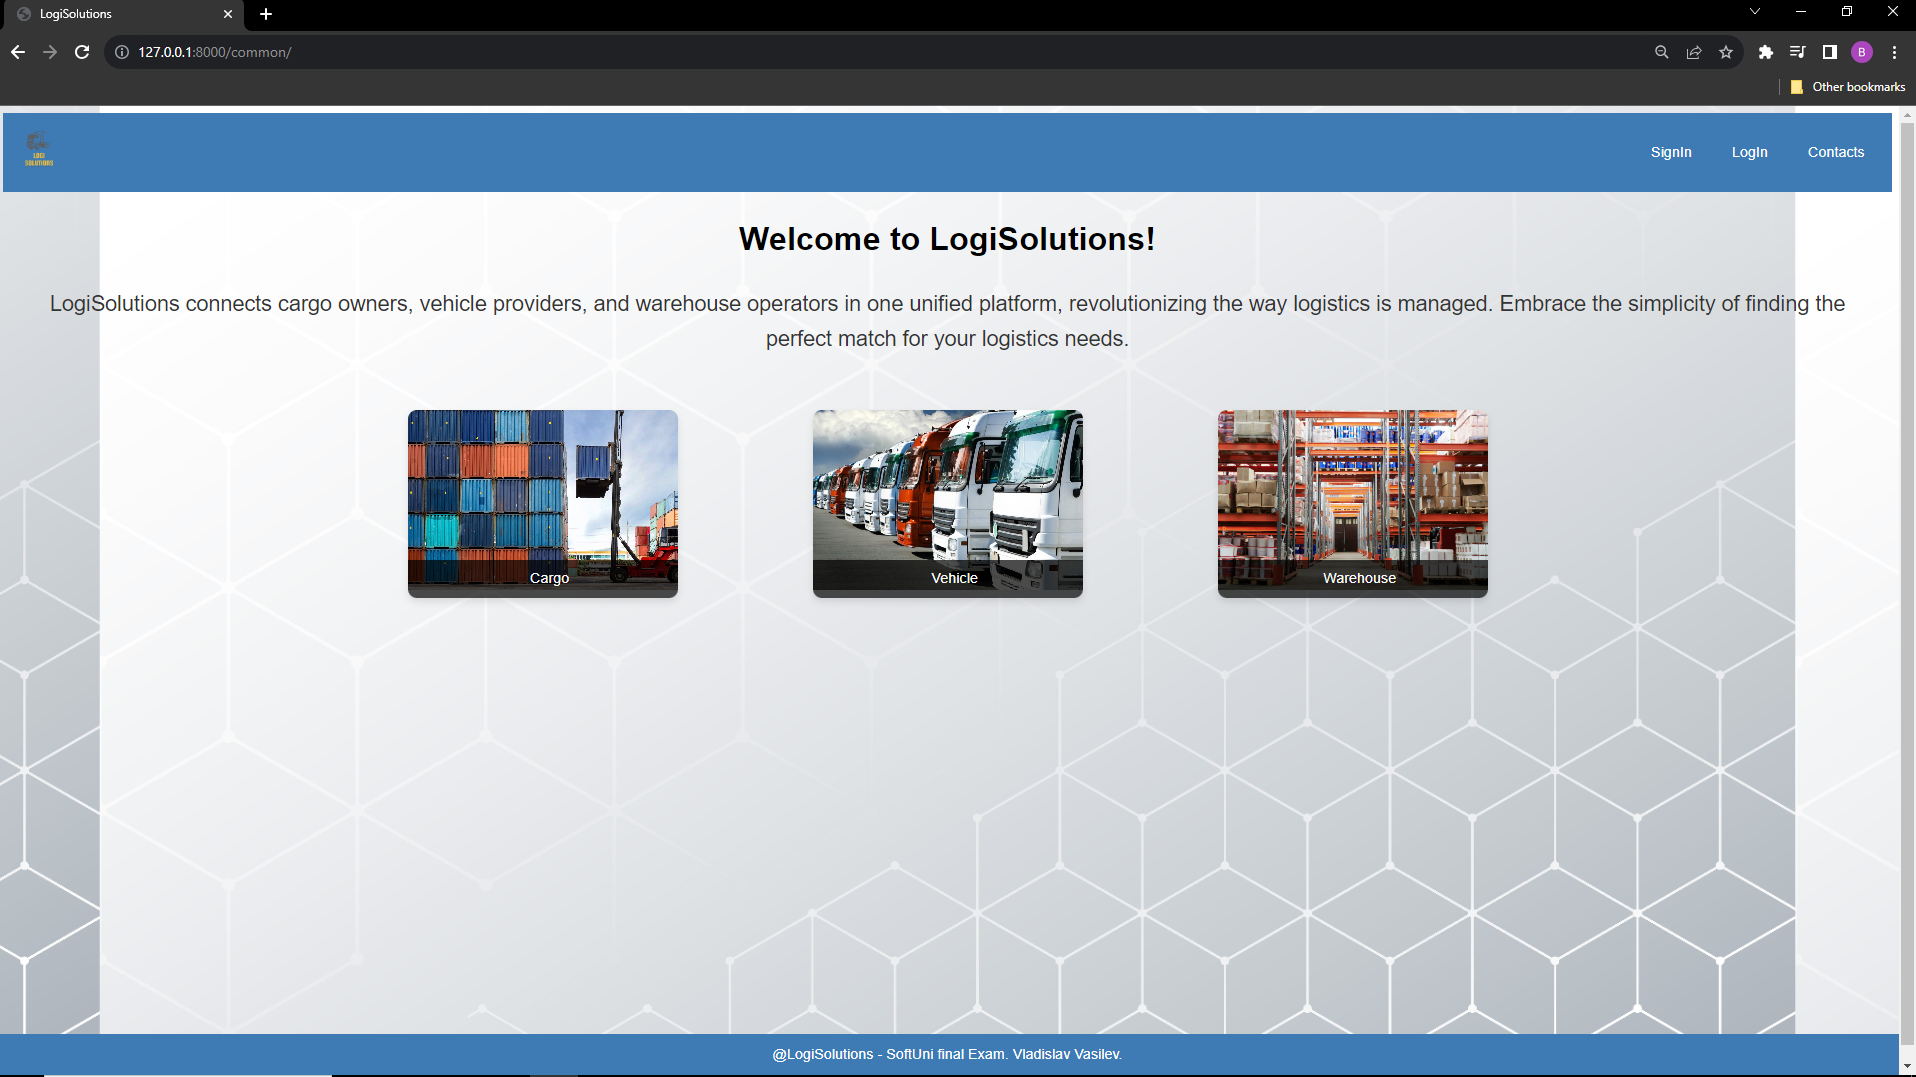 LogiSolutions
127.0.0.1:8000/common/
B
Other bookmarks
LOGI
SOLUTIONS
SignIn
LogIn
Contacts
Welcome to LogiSolutions!
LogiSolutions connects cargo owners, vehicle providers, and warehouse operators in one unified platform, revolutionizing the way logistics is managed. Embrace the simplicity of finding the
perfect match for your logistics needs.
Cargo
Vehicle
Warehouse
@LogiSolutions - SoftUni final Exam. Vladislav Vasilev.